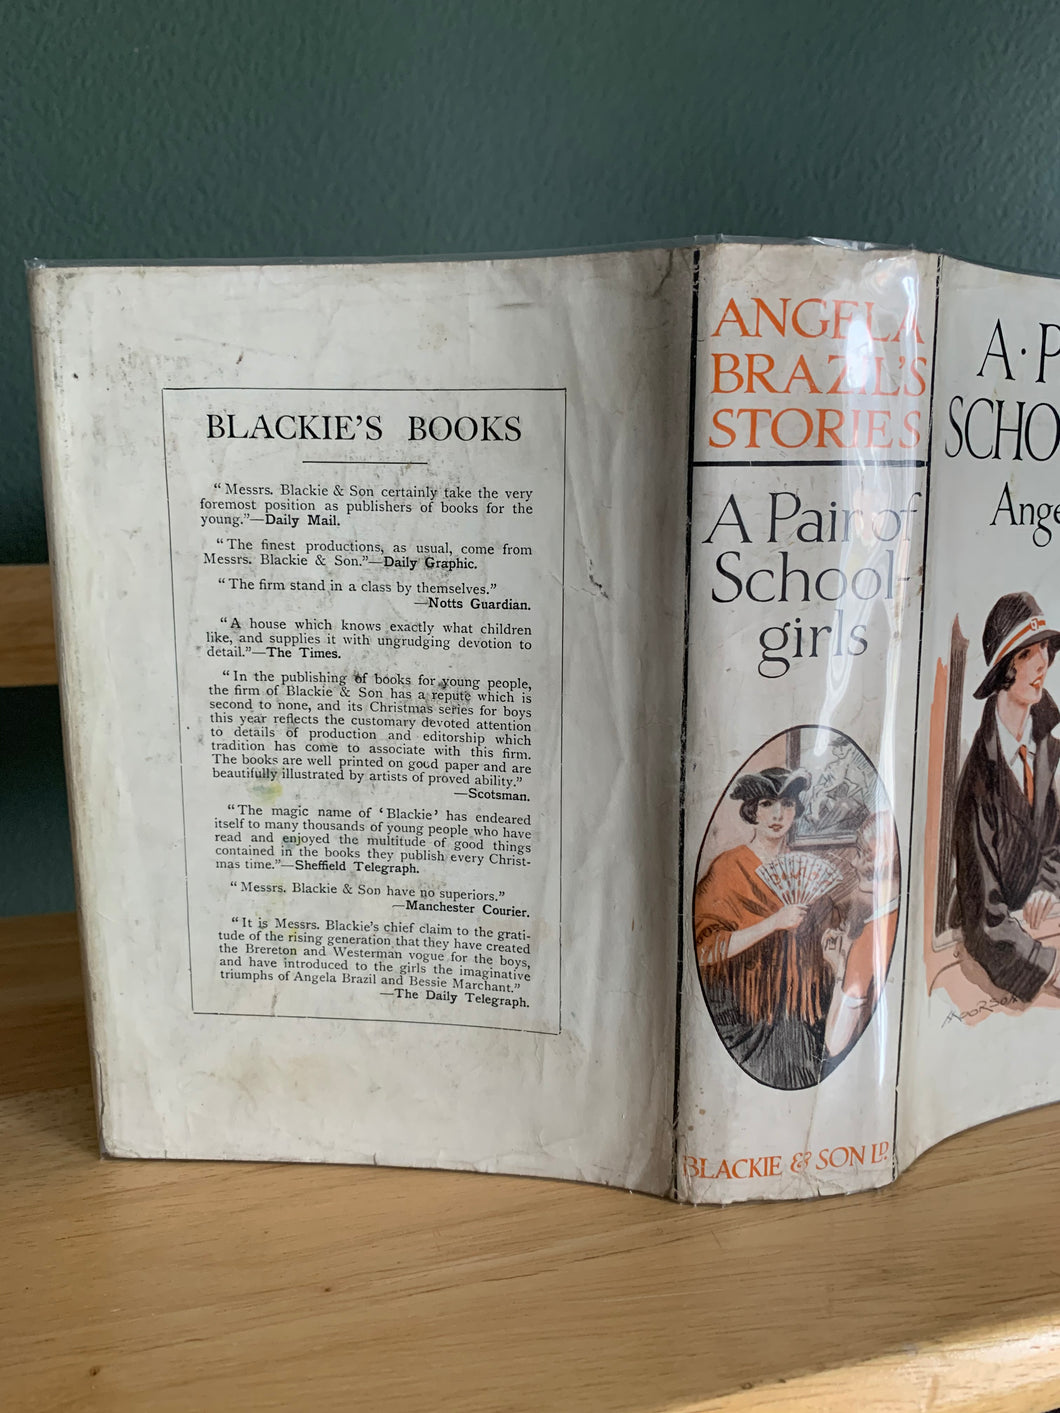 BLACKIE'S BOOKS
“Messrs. Blackie & Son certainly take the very
foremost position as publishers of books for the
young.”—Daily Mail.
“The finest productions, as usual, come from
Messrs. Blackie & Son.”—Daily Graphic.
“The firm stand in a class by themselves.”
—Notts Guardian.
“A house which knows exactly what children
like, and supplies it with ungrudging devotion to
detail.”—The Times.
“In the publishing of books for young people,
the firm of Blackie & Son has a repute which is
second to none, and its Christmas series for boys
this year reflects the customary devoted attention
to details of production and editorship which
tradition has come to associate with this firm.
The books are well printed on good paper and are
beautifully illustrated by artists of proved ability.”
—Scotsman.
“The magic name of ‘Blackie’ has endeared
itself to many thousands of young people who have
read and enjoyed the multitude of good things
contained in the books they publish every Christ-
mas time.”—Sheffield Telegraph.
“Messrs. Blackie & Son have no superiors.”
—Manchester Courier.
“It is Messrs. Blackie's chief claim to the grati-
tude of the rising generation that they have created
the Brereton and Westerman vogue for the boys,
and have introduced to the girls the imaginative
triumphs of Angela Brazil and Bessie Marchant.”
—The Daily Telegraph.
ANGELA
BRAZIL'S
STORIES
A Pair of
School-
girls
BLACKIE & SON LD.
A·P
SCHO
Ange